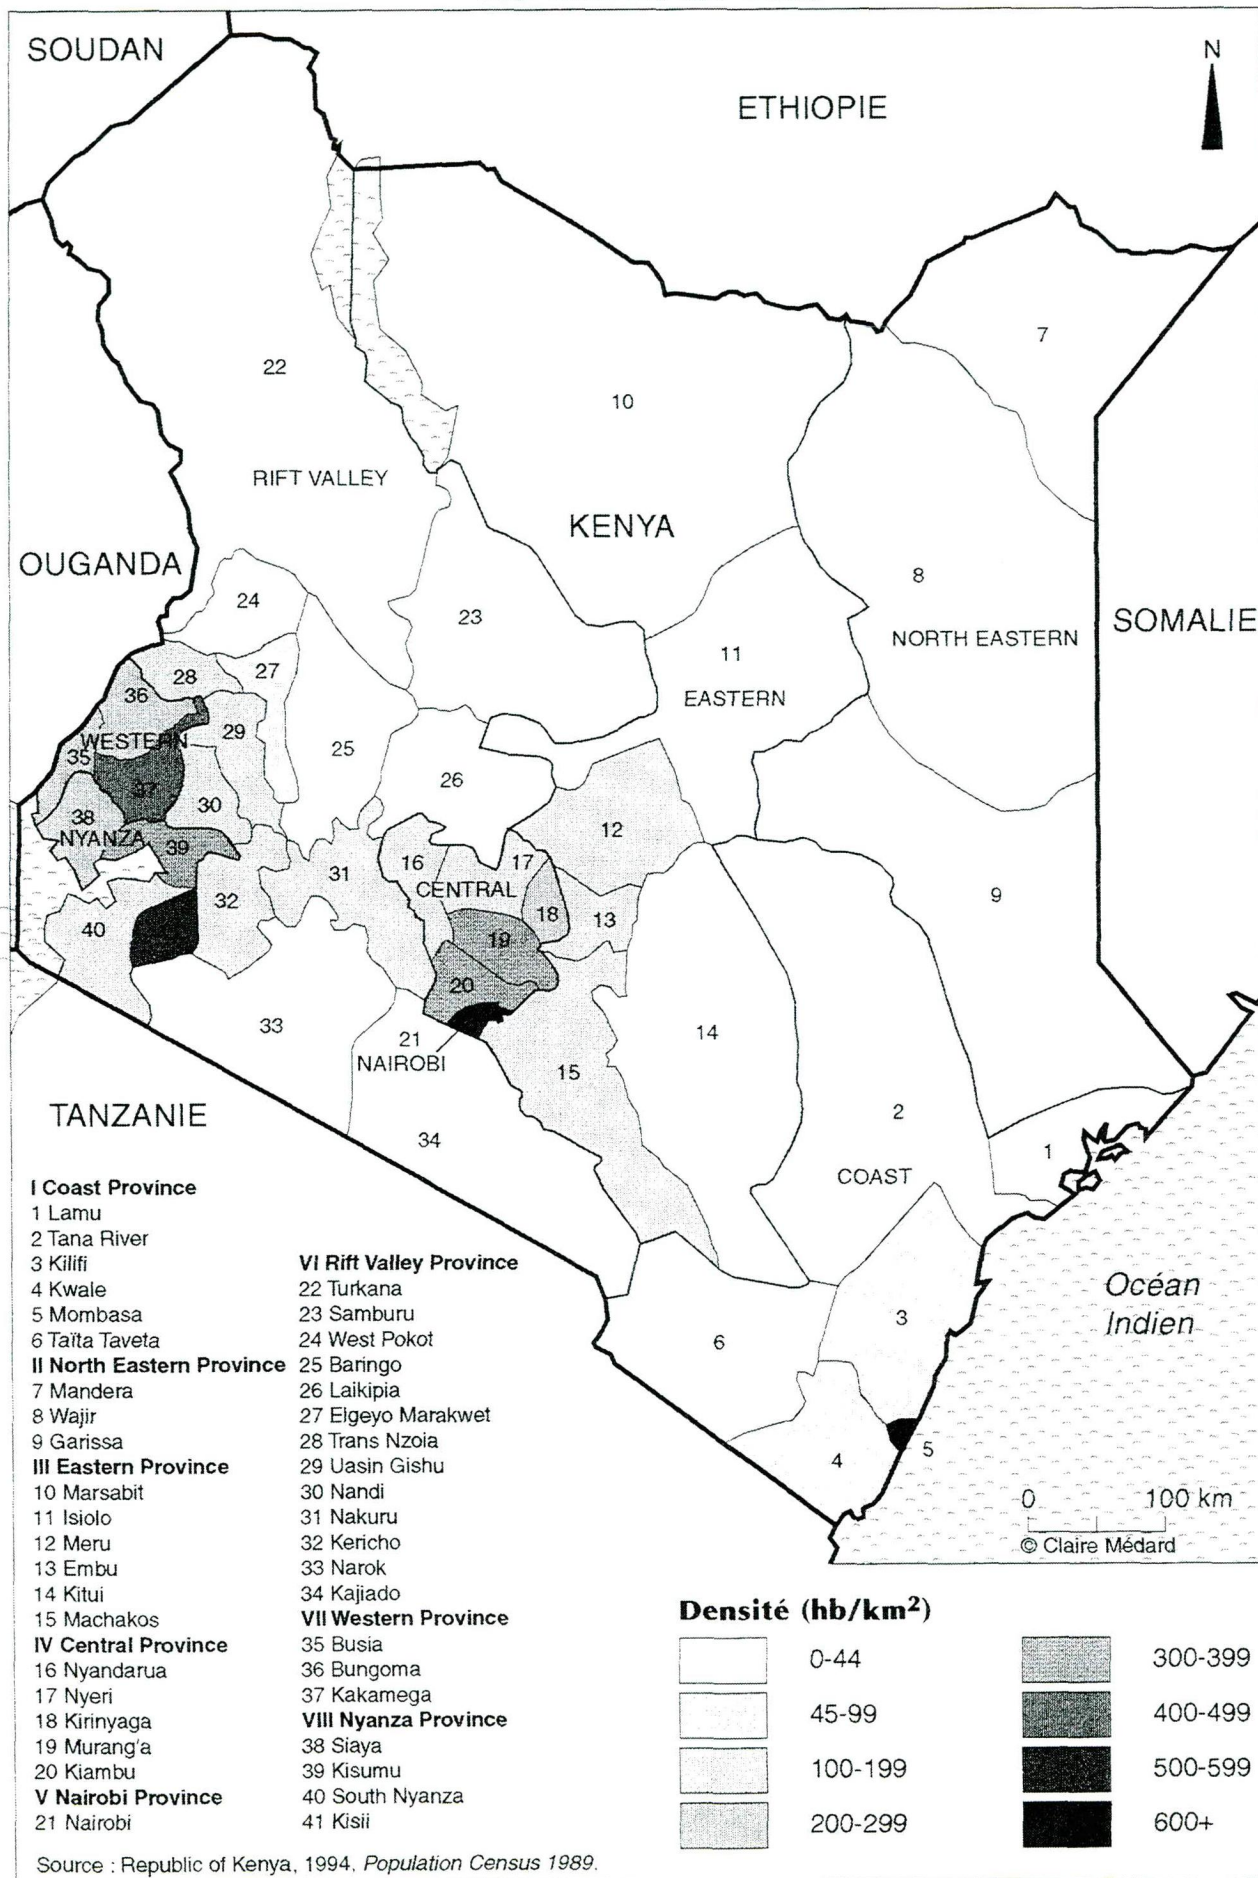 SOUDAN
ETHIOPIE
N
7
22
10
RIFT VALLEY
KENYA
OUGANDA
8
24
23
SOMALIE
NORTH EASTERN
11
28
27
EASTERN
36
29
WESTERN
35
25
26
37
30
38
12
NYANZA
39
16
17
31
CENTRAL
9
32
18
13
40
19
20
33
21
14
NAIROBI
15
TANZANIE
2
34
1
COAST
Océan
Indien
3
6
4
5
0 100 km
© Claire Médard
I Coast Province
1 Lamu
2 Tana River
3 Kilifi
4 Kwale
5 Mombasa
6 Taïta Taveta
II North Eastern Province
7 Mandera
8 Wajir
9 Garissa
III Eastern Province
10 Marsabit
11 Isiolo
12 Meru
13 Embu
14 Kitui
15 Machakos
IV Central Province
16 Nyandarua
17 Nyeri
18 Kirinyaga
19 Murang'a
20 Kiambu
V Nairobi Province
21 Nairobi
VI Rift Valley Province
22 Turkana
23 Samburu
24 West Pokot
25 Baringo
26 Laikipia
27 Elgeyo Marakwet
28 Trans Nzoia
29 Uasin Gishu
30 Nandi
31 Nakuru
32 Kericho
33 Narok
34 Kajiado
VII Western Province
35 Busia
36 Bungoma
37 Kakamega
VIII Nyanza Province
38 Siaya
39 Kisumu
40 South Nyanza
41 Kisii
Densité (hb/km²)
0-44
45-99
100-199
200-299
300-399
400-499
500-599
600+
Source : Republic of Kenya, 1994, Population Census 1989.